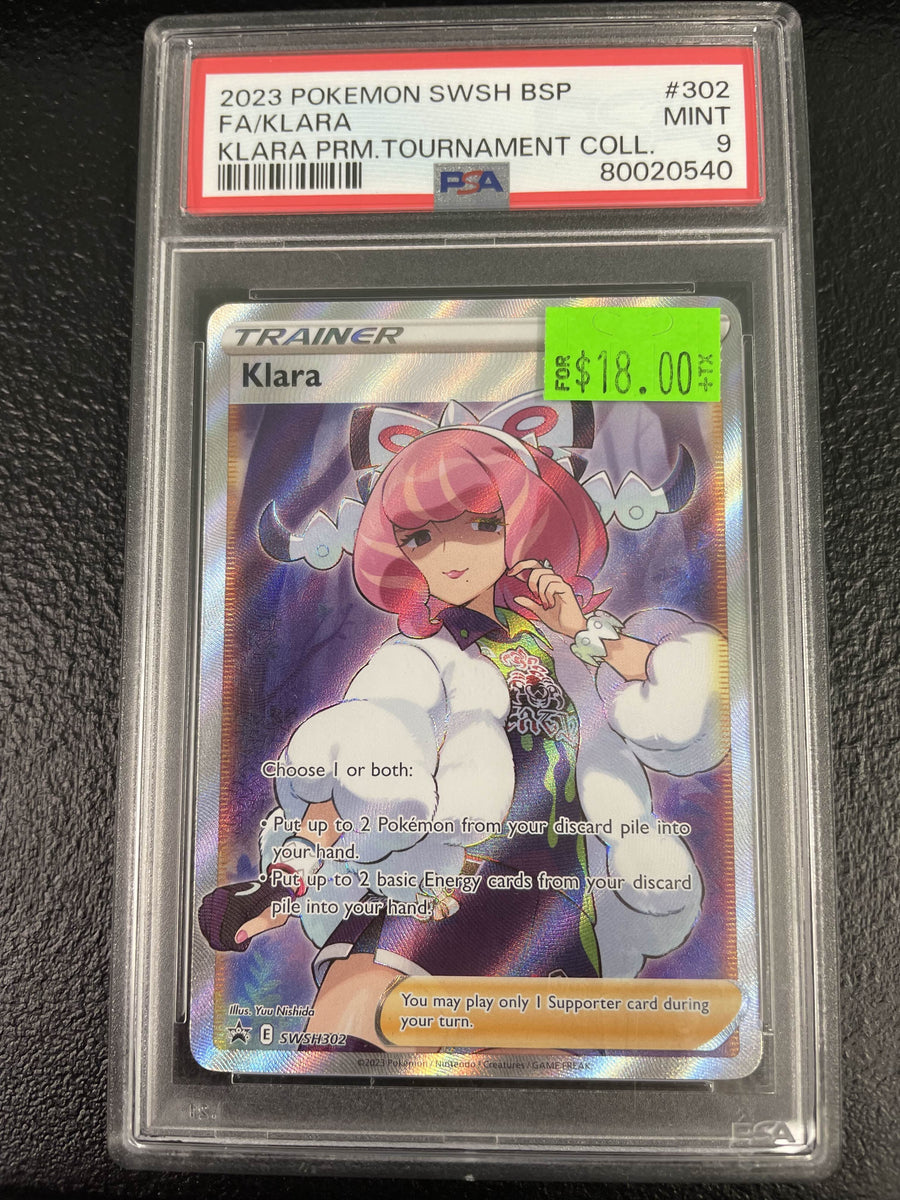 2023 POKEMON SWSH BSP #302
FA/KLARA MINT
KLARA PRM.TOURNAMENT COLL. 9
PSA 80020540
TRAINER
Klara
FOR $18.00 +TX
Choose 1 or both:
• Put up to 2 Pokémon from your discard pile into
your hand.
• Put up to 2 basic Energy cards from your discard
pile into your hand.
You may play only 1 Supporter card during
your turn.
Illus. Yuu Nishida
E SWSH302
©2023 Pokémon / Nintendo / Creatures / GAME FREAK
PSA